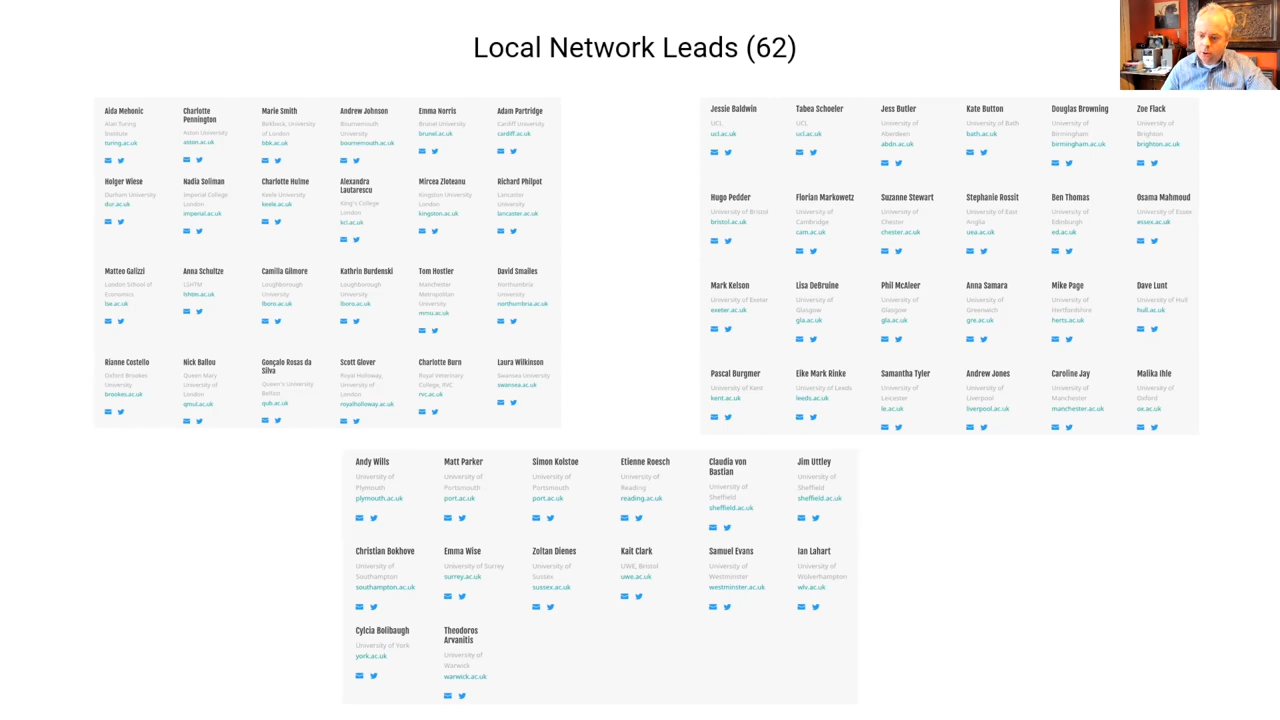 Local Network Leads (62)
Aida Mehonic
Alan Turing
Institute
turing.ac.uk
Charlotte
Pennington
Aston University
aston.ac.uk
Marie Smith
Birkbeck, University
of London
bbk.ac.uk
Andrew Johnson
Bournemouth
University
bournemouth.ac.uk
Emma Norris
Brunel University
brunel.ac.uk
Adam Partridge
Cardiff University
cardiff.ac.uk
Holger Wiese
Durham University
dur.ac.uk
Nadia Soliman
Imperial College
London
imperial.ac.uk
Charlotte Hulme
Keele University
keele.ac.uk
Alexandra
Lautarescu
King's College
London
kcl.ac.uk
Mircea Zloteanu
Kingston University
London
kingston.ac.uk
Richard Philpot
Lancaster
University
lancaster.ac.uk
Matteo Galizzi
London School of
Economics
lse.ac.uk
Anna Schultze
LSHTM
lshtm.ac.uk
Camilla Gilmore
Loughborough
University
lboro.ac.uk
Kathrin Burdenski
Loughborough
University
lboro.ac.uk
Tom Hostler
Manchester
Metropolitan
University
mmu.ac.uk
David Smailes
Northumbria
University
northumbria.ac.uk
Rianne Costello
Oxford Brookes
University
brookes.ac.uk
Nick Ballou
Queen Mary
University of
London
qmul.ac.uk
Gonçalo Rosas da
Silva
Queen's University
Belfast
qub.ac.uk
Scott Glover
Royal Holloway,
University of
London
royalholloway.ac.uk
Charlotte Burn
Royal Veterinary
College, RVC
rvc.ac.uk
Laura Wilkinson
Swansea University
swansea.ac.uk
Jessie Baldwin
UCL
ucl.ac.uk
Tabea Schoeler
UCL
ucl.ac.uk
Jess Butler
University of
Aberdeen
abdn.ac.uk
Kate Button
University of Bath
bath.ac.uk
Douglas Browning
University of
Birmingham
birmingham.ac.uk
Zoe Flack
University of
Brighton
brighton.ac.uk
Hugo Pedder
University of Bristol
bristol.ac.uk
Florian Markowetz
University of
Cambridge
cam.ac.uk
Suzanne Stewart
University of
Chester
chester.ac.uk
Stephanie Rossit
University of East
Anglia
uea.ac.uk
Ben Thomas
University of
Edinburgh
ed.ac.uk
Osama Mahmoud
University of Essex
essex.ac.uk
Mark Kelson
University of Exeter
exeter.ac.uk
Lisa DeBruine
University of
Glasgow
gla.ac.uk
Phil McAleer
University of
Glasgow
gla.ac.uk
Anna Samara
University of
Greenwich
gre.ac.uk
Mike Page
University of
Hertfordshire
herts.ac.uk
Dave Lunt
University of Hull
hull.ac.uk
Pascal Burgmer
University of Kent
kent.ac.uk
Eike Mark Rinke
University of Leeds
leeds.ac.uk
Samantha Tyler
University of
Leicester
le.ac.uk
Andrew Jones
University of
Liverpool
liverpool.ac.uk
Caroline Jay
University of
Manchester
manchester.ac.uk
Malika Ihle
University of
Oxford
ox.ac.uk
Andy Wills
University of
Plymouth
plymouth.ac.uk
Matt Parker
University of
Portsmouth
port.ac.uk
Simon Kolstoe
University of
Portsmouth
port.ac.uk
Etienne Roesch
University of
Reading
reading.ac.uk
Claudia von
Bastian
University of
Sheffield
sheffield.ac.uk
Jim Uttley
University of
Sheffield
sheffield.ac.uk
Christian Bokhove
University of
Southampton
southampton.ac.uk
Emma Wise
University of Surrey
surrey.ac.uk
Zoltan Dienes
University of
Sussex
sussex.ac.uk
Kait Clark
UWE, Bristol
uwe.ac.uk
Samuel Evans
University of
Westminster
westminster.ac.uk
Ian Lahart
University of
Wolverhampton
wlv.ac.uk
Cylcia Bolibaugh
University of York
york.ac.uk
Theodoros
Arvanitis
University of
Warwick
warwick.ac.uk